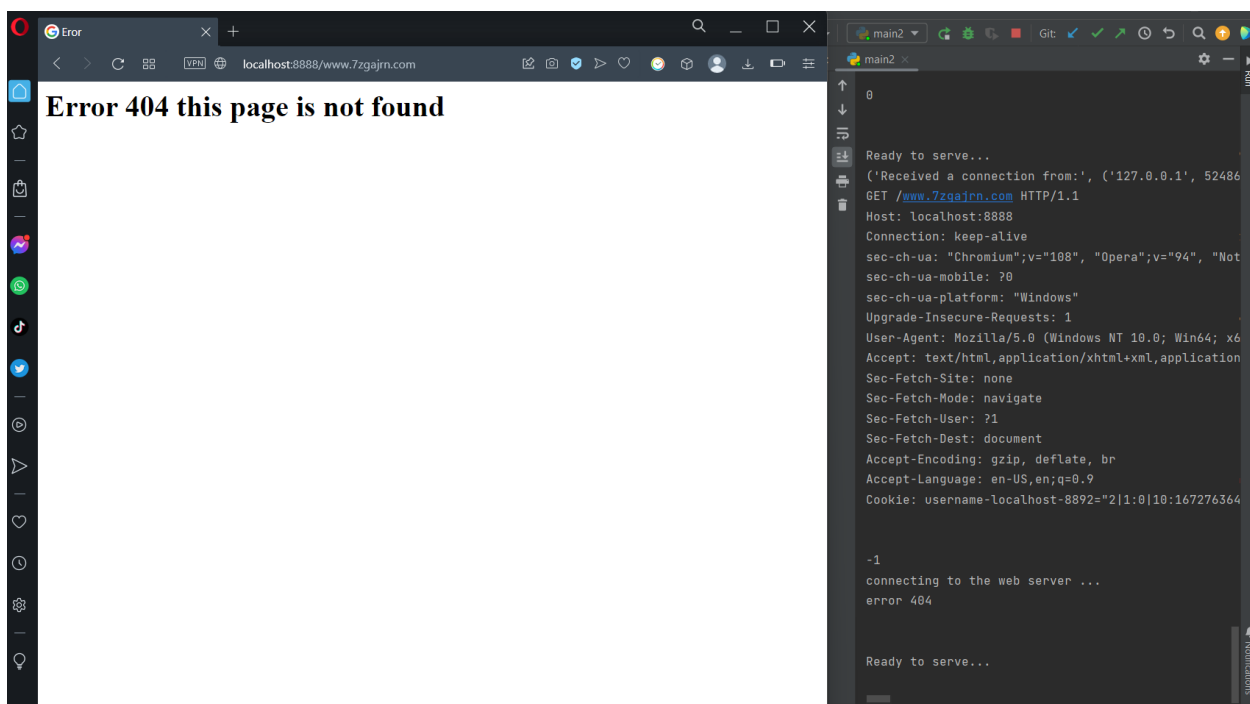 Eror
VPN
localhost:8888/www.7zgajrn.com
Error 404 this page is not found
main2
Git:
main2
Run
0
Ready to serve...
('Received a connection from:', ('127.0.0.1', 52486
GET /www.7zgajrn.com HTTP/1.1
Host: localhost:8888
Connection: keep-alive
sec-ch-ua: "Chromium";v="108", "Opera";v="94", "Not
sec-ch-ua-mobile: ?0
sec-ch-ua-platform: "Windows"
Upgrade-Insecure-Requests: 1
User-Agent: Mozilla/5.0 (Windows NT 10.0; Win64; x6
Accept: text/html,application/xhtml+xml,application
Sec-Fetch-Site: none
Sec-Fetch-Mode: navigate
Sec-Fetch-User: ?1
Sec-Fetch-Dest: document
Accept-Encoding: gzip, deflate, br
Accept-Language: en-US,en;q=0.9
Cookie: username-localhost-8892="2|1:0|10:167276364
-1
connecting to the web server ...
error 404
Ready to serve...
Notifications